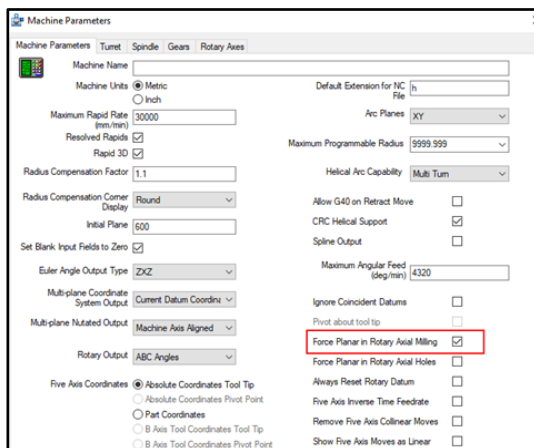 Machine Parameters
Machine Parameters Turret Spindle Gears Rotary Axes
Machine Name
Machine Units Metric
Inch
Maximum Rapid Rate
(mm/min) 30000
Resolved Rapids
Rapid 3D
Radius Compensation Factor 1.1
Radius Compensation Corner
Display Round
Initial Plane 600
Set Blank Input Fields to Zero
Euler Angle Output Type ZXZ
Multi-plane Coordinate
System Output Current Datum Coordina
Multi-plane Nutated Output Machine Axis Aligned
Rotary Output ABC Angles
Five Axis Coordinates Absolute Coordinates Tool Tip
Absolute Coordinates Pivot Point
Part Coordinates
B Axis Tool Coordinates Tool Tip
B Axis Tool Coordinates Pivot Point
Default Extension for NC
File h
Arc Planes XY
Maximum Programmable Radius 9999.999
Helical Arc Capability Multi Turn
Allow G40 on Retract Move
CRC Helical Support
Spline Output
Maximum Angular Feed
(deg/min) 4320
Ignore Coincident Datums
Pivot about tool tip
Force Planar in Rotary Axial Milling
Force Planar in Rotary Axial Holes
Always Reset Rotary Datum
Five Axis Inverse Time Feedrate
Remove Five Axis Collinear Moves
Show Five Axis Moves as Linear